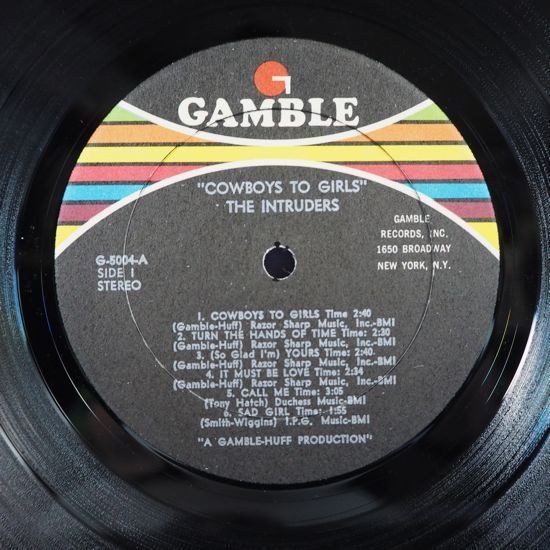 GAMBLE
"COWBOYS TO GIRLS"
THE INTRUDERS
GAMBLE
RECORDS, INC.
1650 BROADWAY
NEW YORK, N.Y.
G-5004-A
SIDE I
STEREO
1. COWBOYS TO GIRLS Time 2:40
(Gamble-Huff) Razor Sharp Music, Inc.-BMI
2. TURN THE HANDS OF TIME Time: 2:30
(Gamble-Huff) Razor Sharp Music, Inc.-BMI
3. (So Glad I'm) YOURS Time: 2:40.
(Gamble-Huff) Razor Sharp Music, Inc.-BMI
4. IT MUST BE LOVE Time: 2:34
(Gamble-Huff) Razor Sharp Music, Inc.-BMI
5. CALL ME Time: 3:05
(Tony Hatch) Duchess Music-BMI
6. SAD GIRL Time: 1:55
(Smith-Wiggins) I.P.G. Music-BMI
"A GAMBLE-HUFF PRODUCTION"